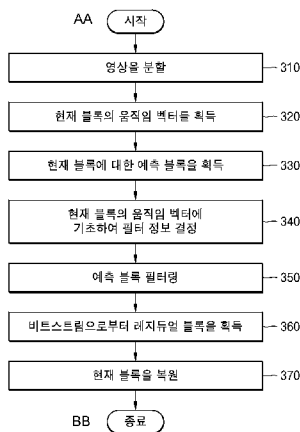 AA 시작
영상을 분할 310
현재 블록의 움직임 벡터를 획득 320
현재 블록에 대한 예측 블록을 획득 330
현재 블록의 움직임 벡터에
기초하여 필터 정보 결정 340
예측 블록 필터링 350
비트스트림으로부터 레지듀얼 블록을 획득 360
현재 블록을 복원 370
BB 종료